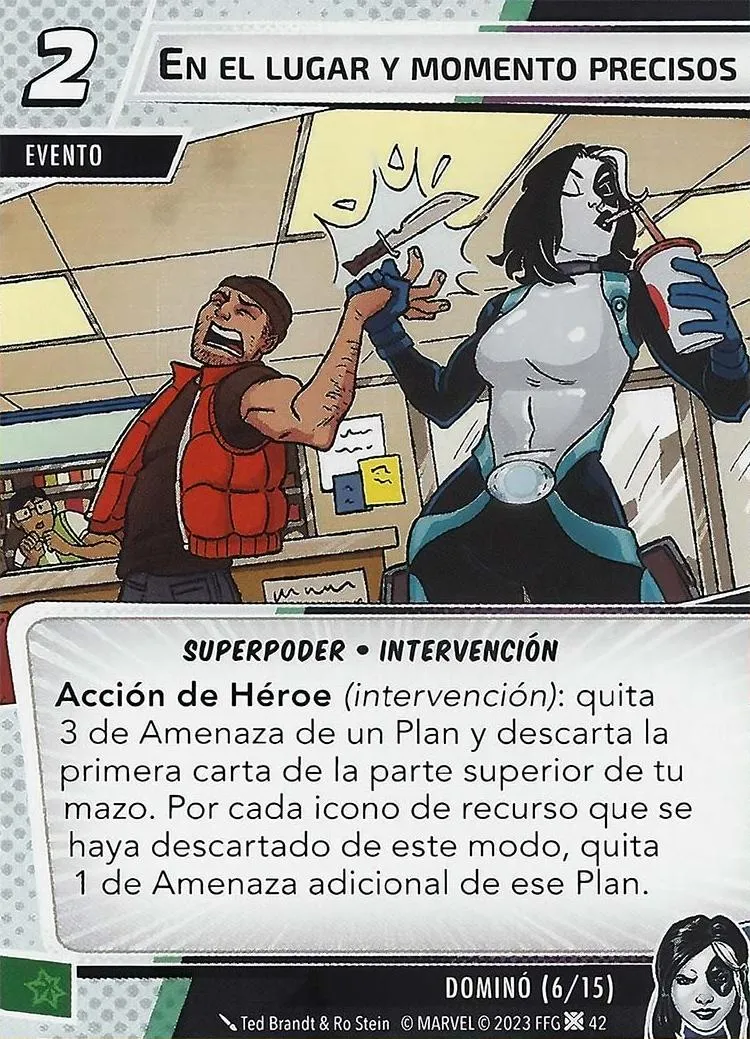 2
EN EL LUGAR Y MOMENTO PRECISOS
EVENTO
SUPERPODER • INTERVENCIÓN
Acción de Héroe (intervención): quita
3 de Amenaza de un Plan y descarta la
primera carta de la parte superior de tu
mazo. Por cada icono de recurso que se
haya descartado de este modo, quita
1 de Amenaza adicional de ese Plan.
DOMINÓ (6/15)
Ted Brandt & Ro Stein © MARVEL © 2023 FFG 42